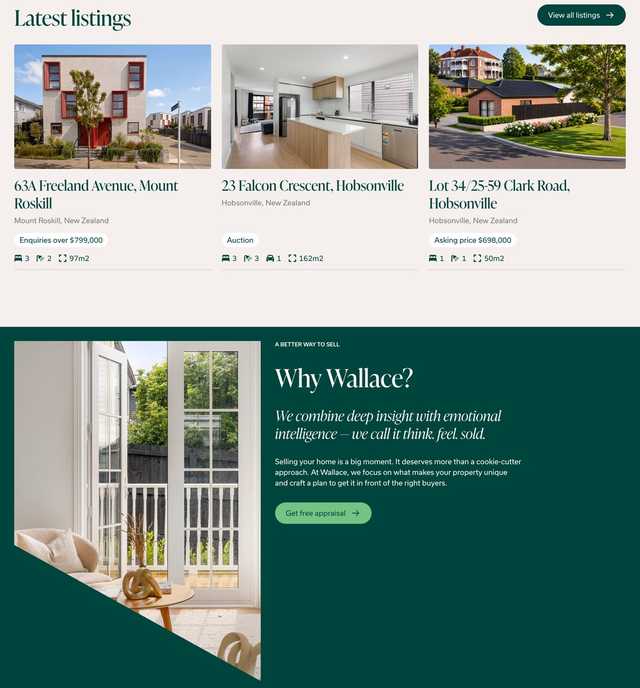 Latest listings
View all listings
63A Freeland Avenue, Mount
Roskill
Mount Roskill, New Zealand
Enquiries over $799,000
3 2 97m2
23 Falcon Crescent, Hobsonville
Hobsonville, New Zealand
Auction
3 3 1 162m2
Lot 34/25-59 Clark Road,
Hobsonville
Hobsonville, New Zealand
Asking price $698,000
1 1 50m2
A BETTER WAY TO SELL
Why Wallace?
We combine deep insight with emotional
intelligence – we call it think. feel. sold.
Selling your home is a big moment. It deserves more than a cookie-cutter
approach. At Wallace, we focus on what makes your property unique
and craft a plan to get it in front of the right buyers.
Get free appraisal